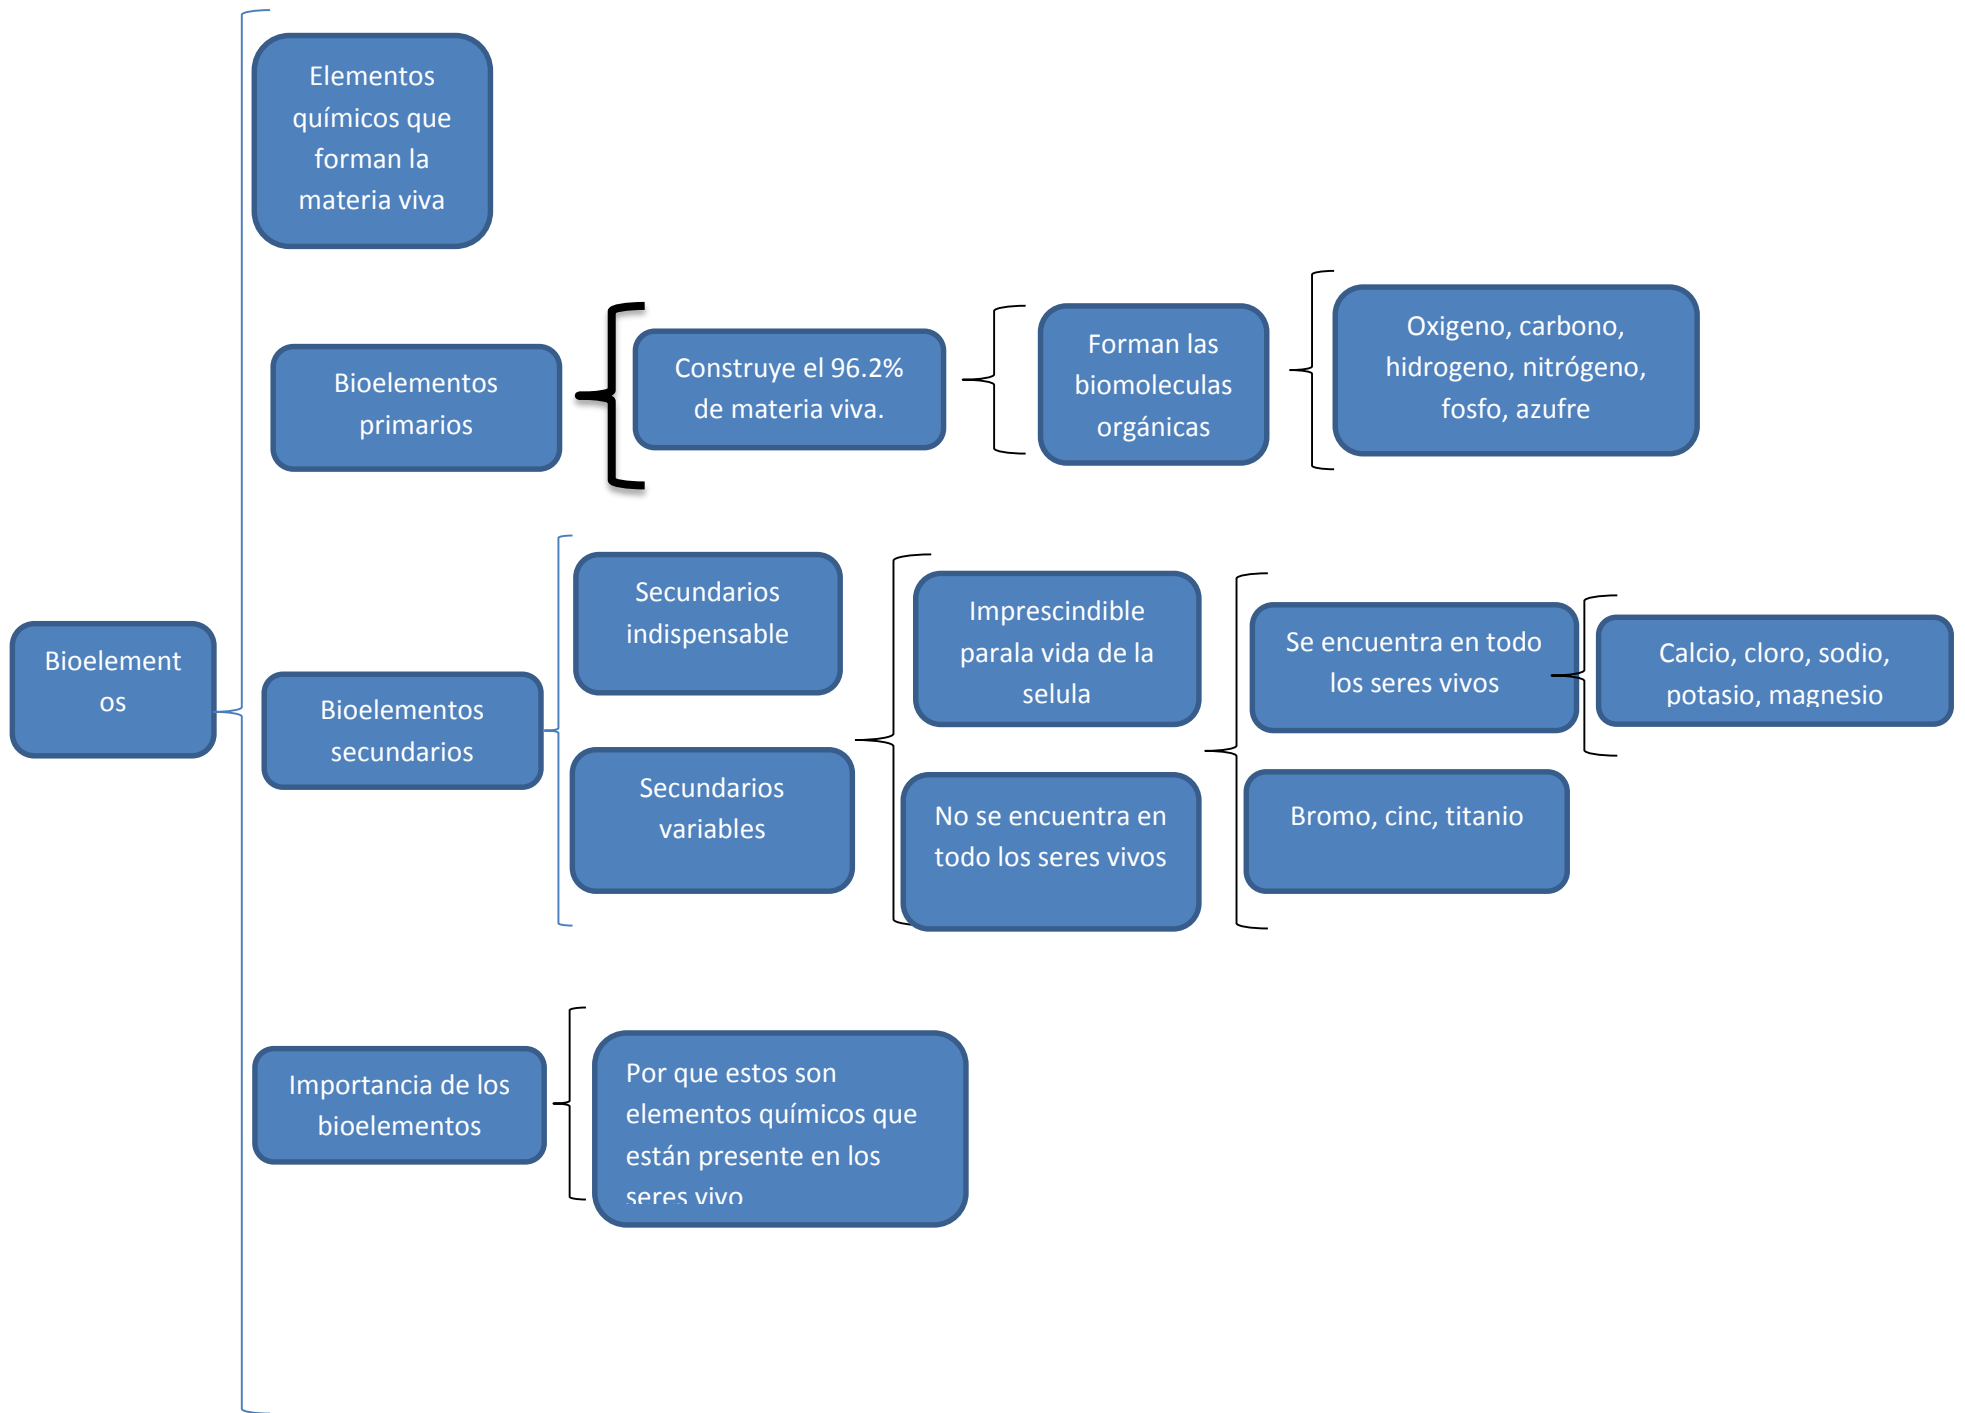 Elementos
químicos que
forman la
materia viva
Bioelementos
primarios
Construye el 96.2%
de materia viva.
Forman las
biomoleculas
orgánicas
Oxigeno, carbono,
hidrogeno, nitrógeno,
fosfo, azufre
Bioelement
os
Bioelementos
secundarios
Secundarios
indispensable
Secundarios
variables
Imprescindible
parala vida de la
selula
No se encuentra en
todo los seres vivos
Se encuentra en todo
los seres vivos
Bromo, cinc, titanio
Calcio, cloro, sodio,
potasio, magnesio
Importancia de los
bioelementos
Por que estos son
elementos químicos que
están presente en los
seres vivo